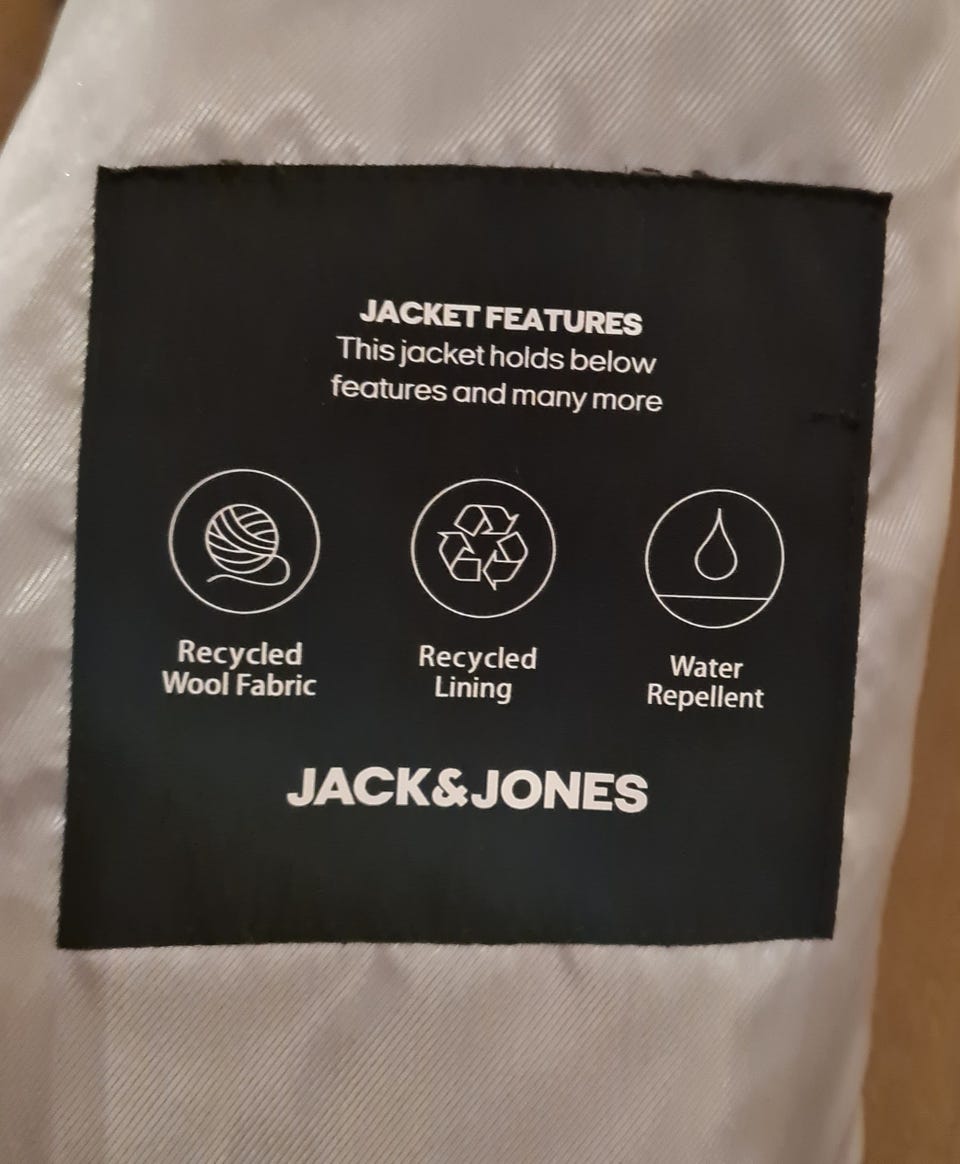 JACKET FEATURES
This jacket holds below
features and many more
Recycled
Wool Fabric
Recycled
Lining
Water
Repellent
JACK&JONES